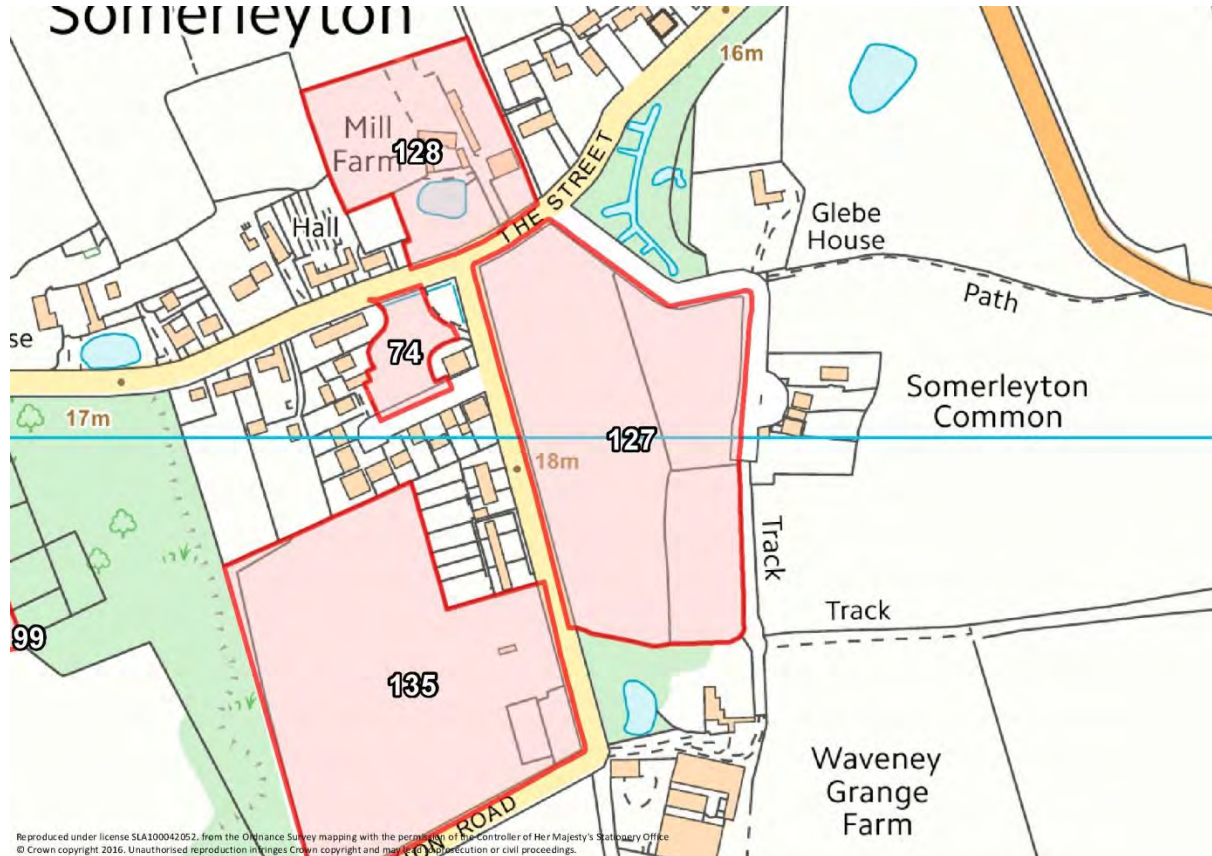 Somerleyton
16m
Mill
Farm
128
THE STREET
Hall
Glebe
House
Path
se
74
17m
Somerleyton
Common
127
18m
Track
Track
99
135
Waveney
Grange
Farm
TON ROAD
Reproduced under license SLA100042052. from the Ordnance Survey mapping with the permission of the Controller of Her Majesty's Stationery Office
© Crown copyright 2016. Unauthorised reproduction infringes Crown copyright and may lead to prosecution or civil proceedings.